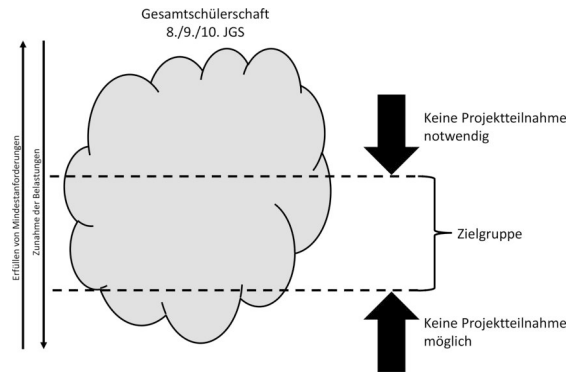 Gesamtschülerschaft
8./9./10. JGS
Erfüllen von Mindestanforderungen
Zunahme der Belastungen
Keine Projektteilnahme
notwendig
Zielgruppe
Keine Projektteilnahme
möglich